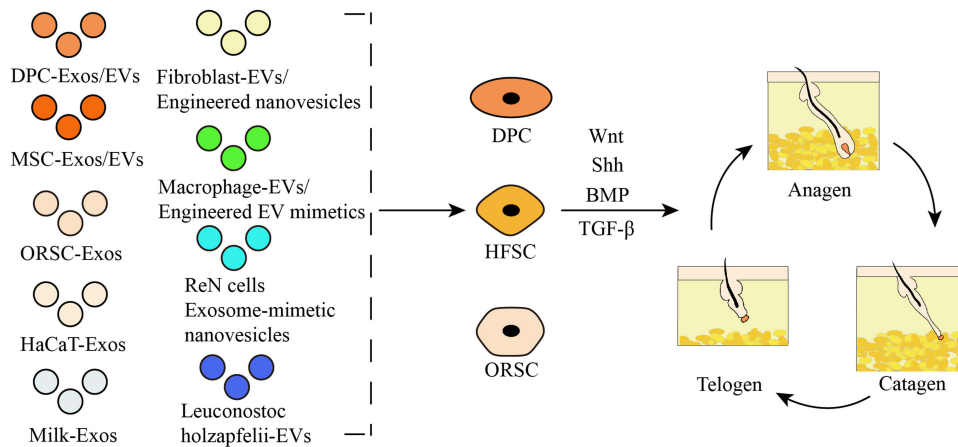 DPC-Exos/EVs
MSC-Exos/EVs
ORSC-Exos
HaCaT-Exos
Milk-Exos
Fibroblast-EVs/
Engineered nanovesicles
Macrophage-EVs/
Engineered EV mimetics
ReN cells
Exosome-mimetic
nanovesicles
Leuconostoc
holzapfelii-EVs
DPC
HFSC
ORSC
Wnt
Shh
BMP
TGF-β
Anagen
Telogen
Catagen